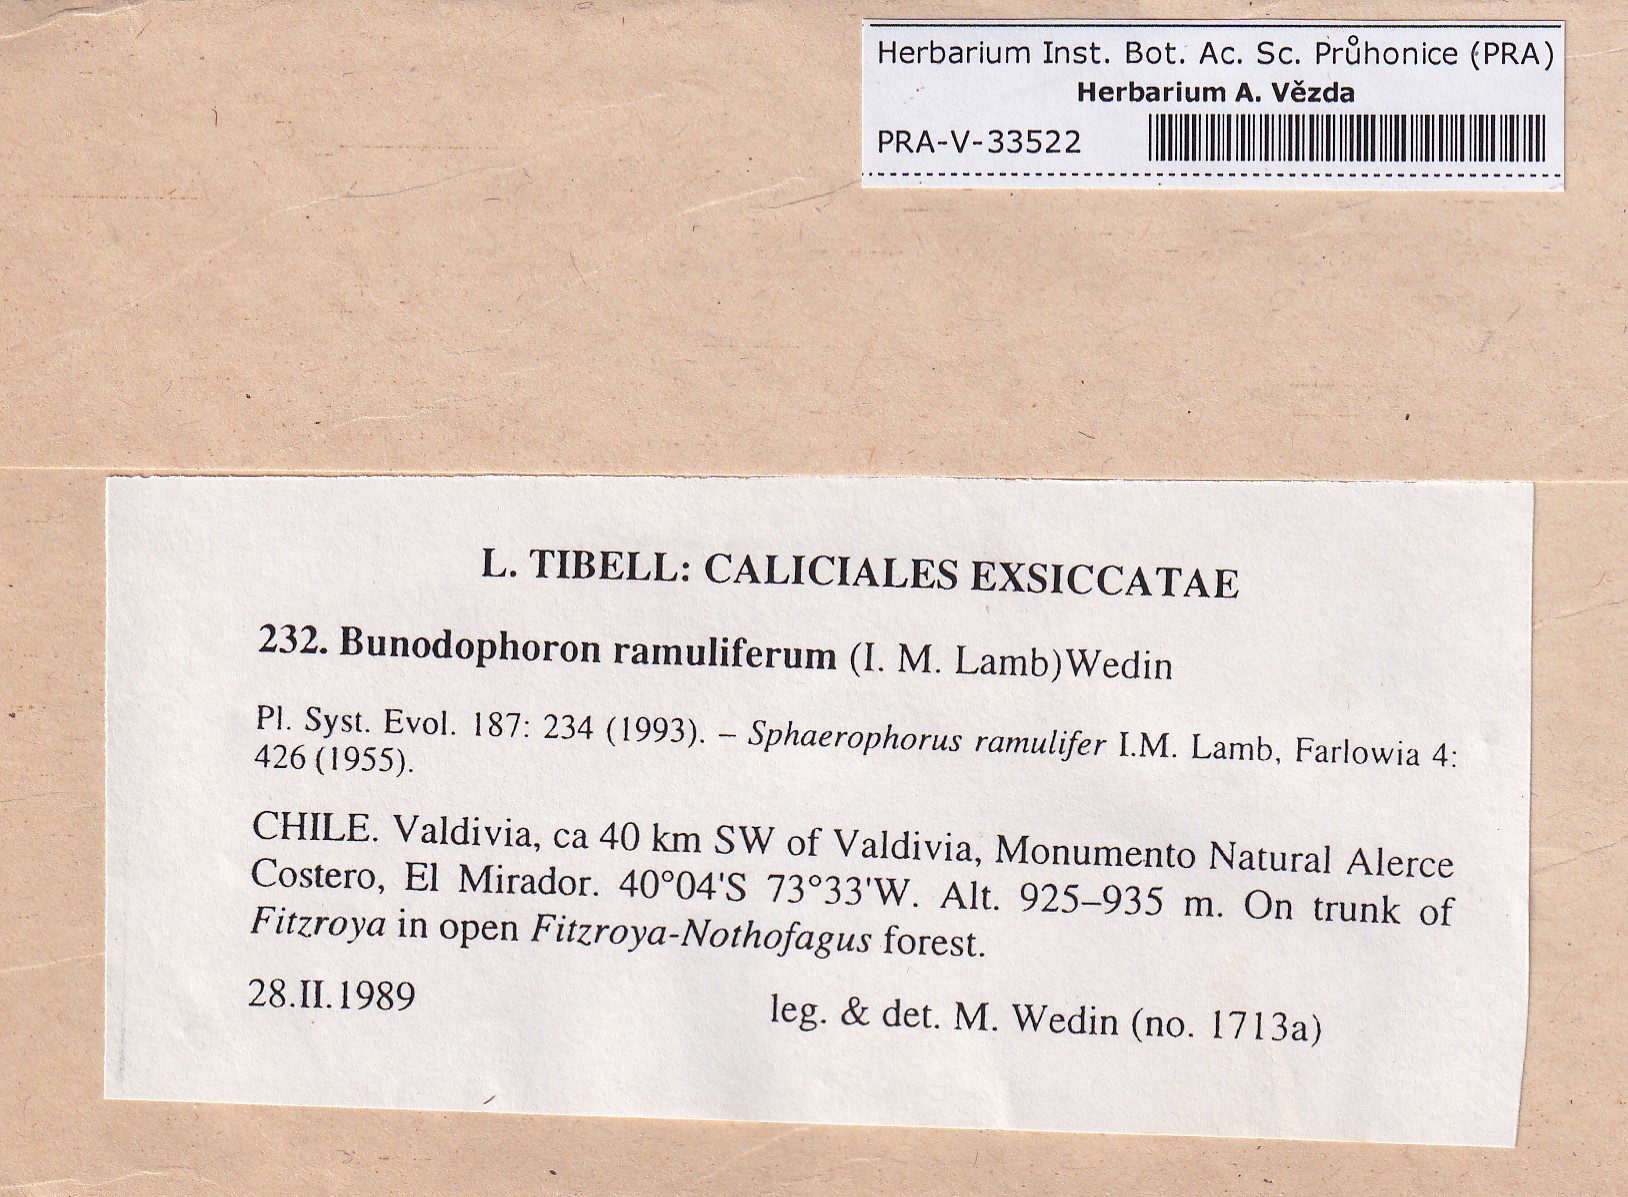 Herbarium Inst. Bot. Ac. Sc. Průhonice (PRA)
Herbarium A. Vězda
PRA-V-33522
L. TIBELL: CALICIALES EXSICCATAE
232. Bunodophoron ramuliferum (I. M. Lamb)Wedin
Pl. Syst. Evol. 187: 234 (1993). – Sphaerophorus ramulifer I.M. Lamb, Farlowia 4:
426 (1955).
CHILE. Valdivia, ca 40 km SW of Valdivia, Monumento Natural Alerce
Costero, El Mirador. 40°04'S 73°33'W. Alt. 925–935 m. On trunk of
Fitzroya in open Fitzroya-Nothofagus forest.
28.II.1989 leg. & det. M. Wedin (no. 1713a)